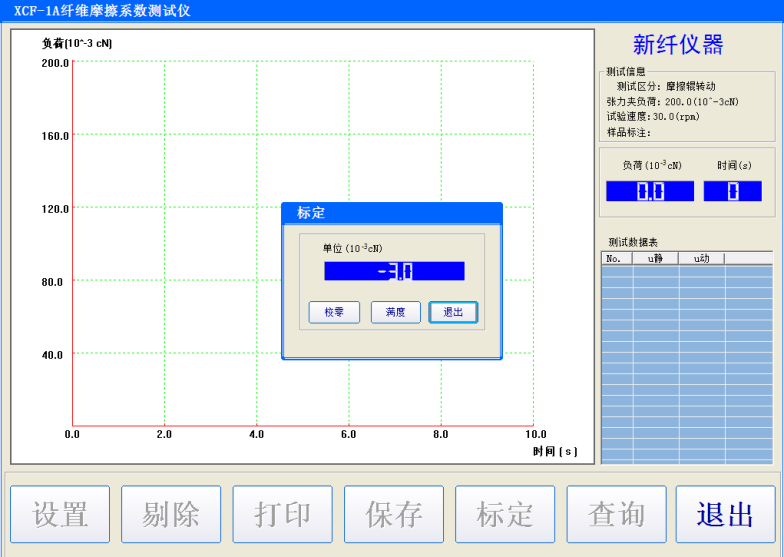 XCF-1A纤维摩擦系数测试仪
负荷(10^-3 cN)
200.0
160.0
120.0
80.0
40.0
0.0 2.0 4.0 6.0 8.0 10.0
时间(s)
标定
单位(10⁻³cN)
-3.0
校零 满度 退出
新纤仪器
测试信息
测试区分: 摩擦辊转动
张力夹负荷: 200.0(10^-3cN)
试验速度: 30.0(rpm)
样品标注:
负荷(10⁻³cN) 时间(s)
0.0 0
测试数据表
No. u静 u动
设置 剔除 打印 保存 标定 查询 退出